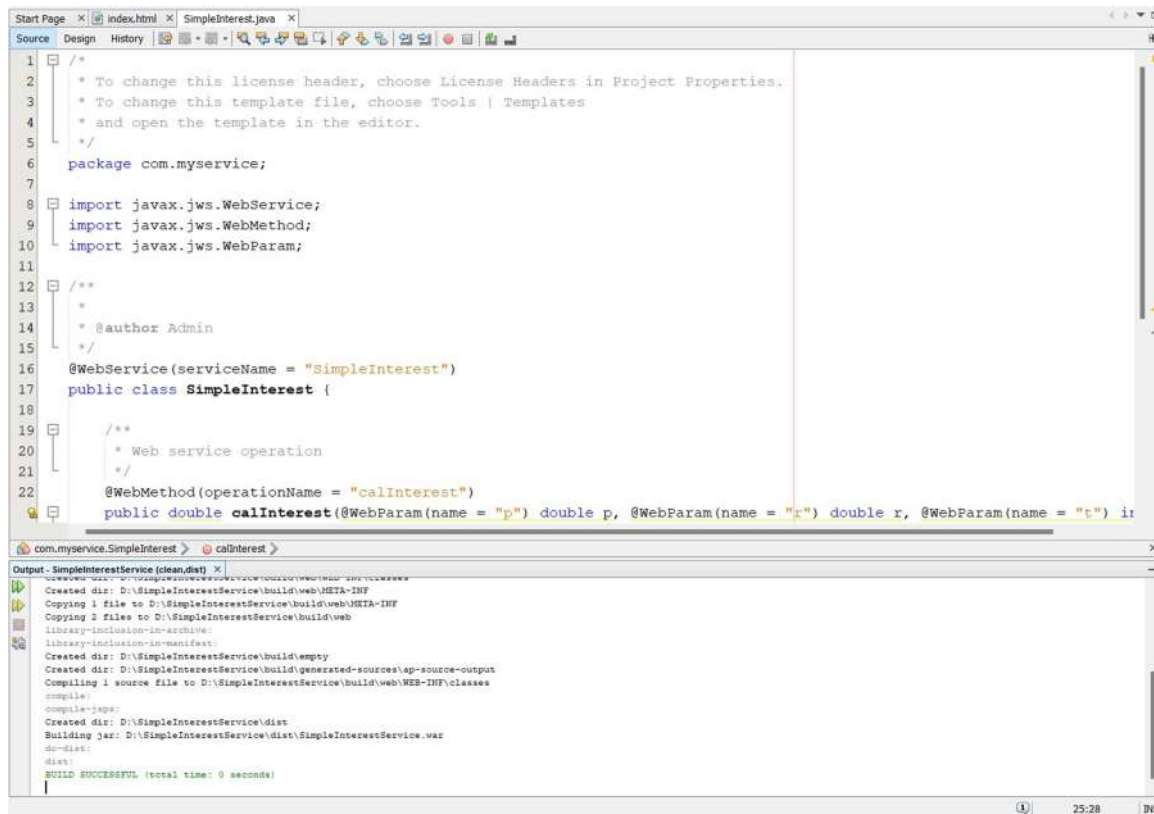 Start Page index.html SimpleInterest.java
Source Design History
1 /*
2 * To change this license header, choose License Headers in Project Properties.
3 * To change this template file, choose Tools | Templates
4 * and open the template in the editor.
5 */
6 package com.myservice;
7
8 import javax.jws.WebService;
9 import javax.jws.WebMethod;
10 import javax.jws.WebParam;
11
12 /**
13 *
14 * @author Admin
15 */
16 @WebService(serviceName = "SimpleInterest")
17 public class SimpleInterest {
18
19 /**
20 * Web service operation
21 */
22 @WebMethod(operationName = "calInterest")
public double calInterest(@WebParam(name = "p") double p, @WebParam(name = "r") double r, @WebParam(name = "t")
com.myservice.SimpleInterest calInterest
Output - SimpleInterestService (clean,dist)
Created dir: D:\SimpleInterestService\build\web\WEB-INF\classes
Created dir: D:\SimpleInterestService\build\web\META-INF
Copying 1 file to D:\SimpleInterestService\build\web\META-INF
Copying 2 files to D:\SimpleInterestService\build\web
library-inclusion-in-archive:
library-inclusion-in-manifest:
Created dir: D:\SimpleInterestService\build\empty
Created dir: D:\SimpleInterestService\build\generated-sources\ap-source-output
Compiling 1 source file to D:\SimpleInterestService\build\web\WEB-INF\classes
compile:
compile-jsps:
Created dir: D:\SimpleInterestService\dist
Building jar: D:\SimpleInterestService\dist\SimpleInterestService.war
do-dist:
dist:
BUILD SUCCESSFUL (total time: 0 seconds)
1 25:28